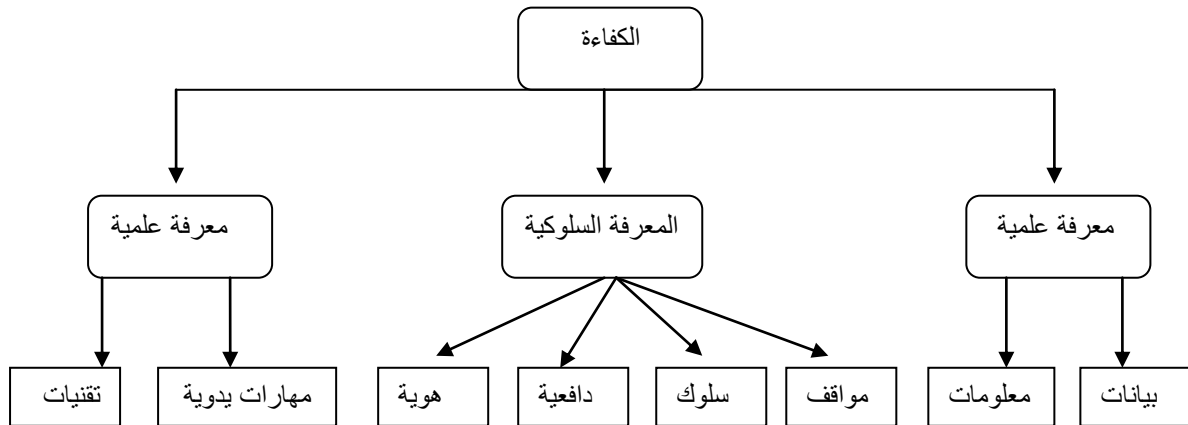 الكفاءة
معرفة علمية
المعرفة السلوكية
معرفة علمية
بيانات
معلومات
مواقف
سلوك
دافعية
هوية
مهارات يدوية
تقنيات